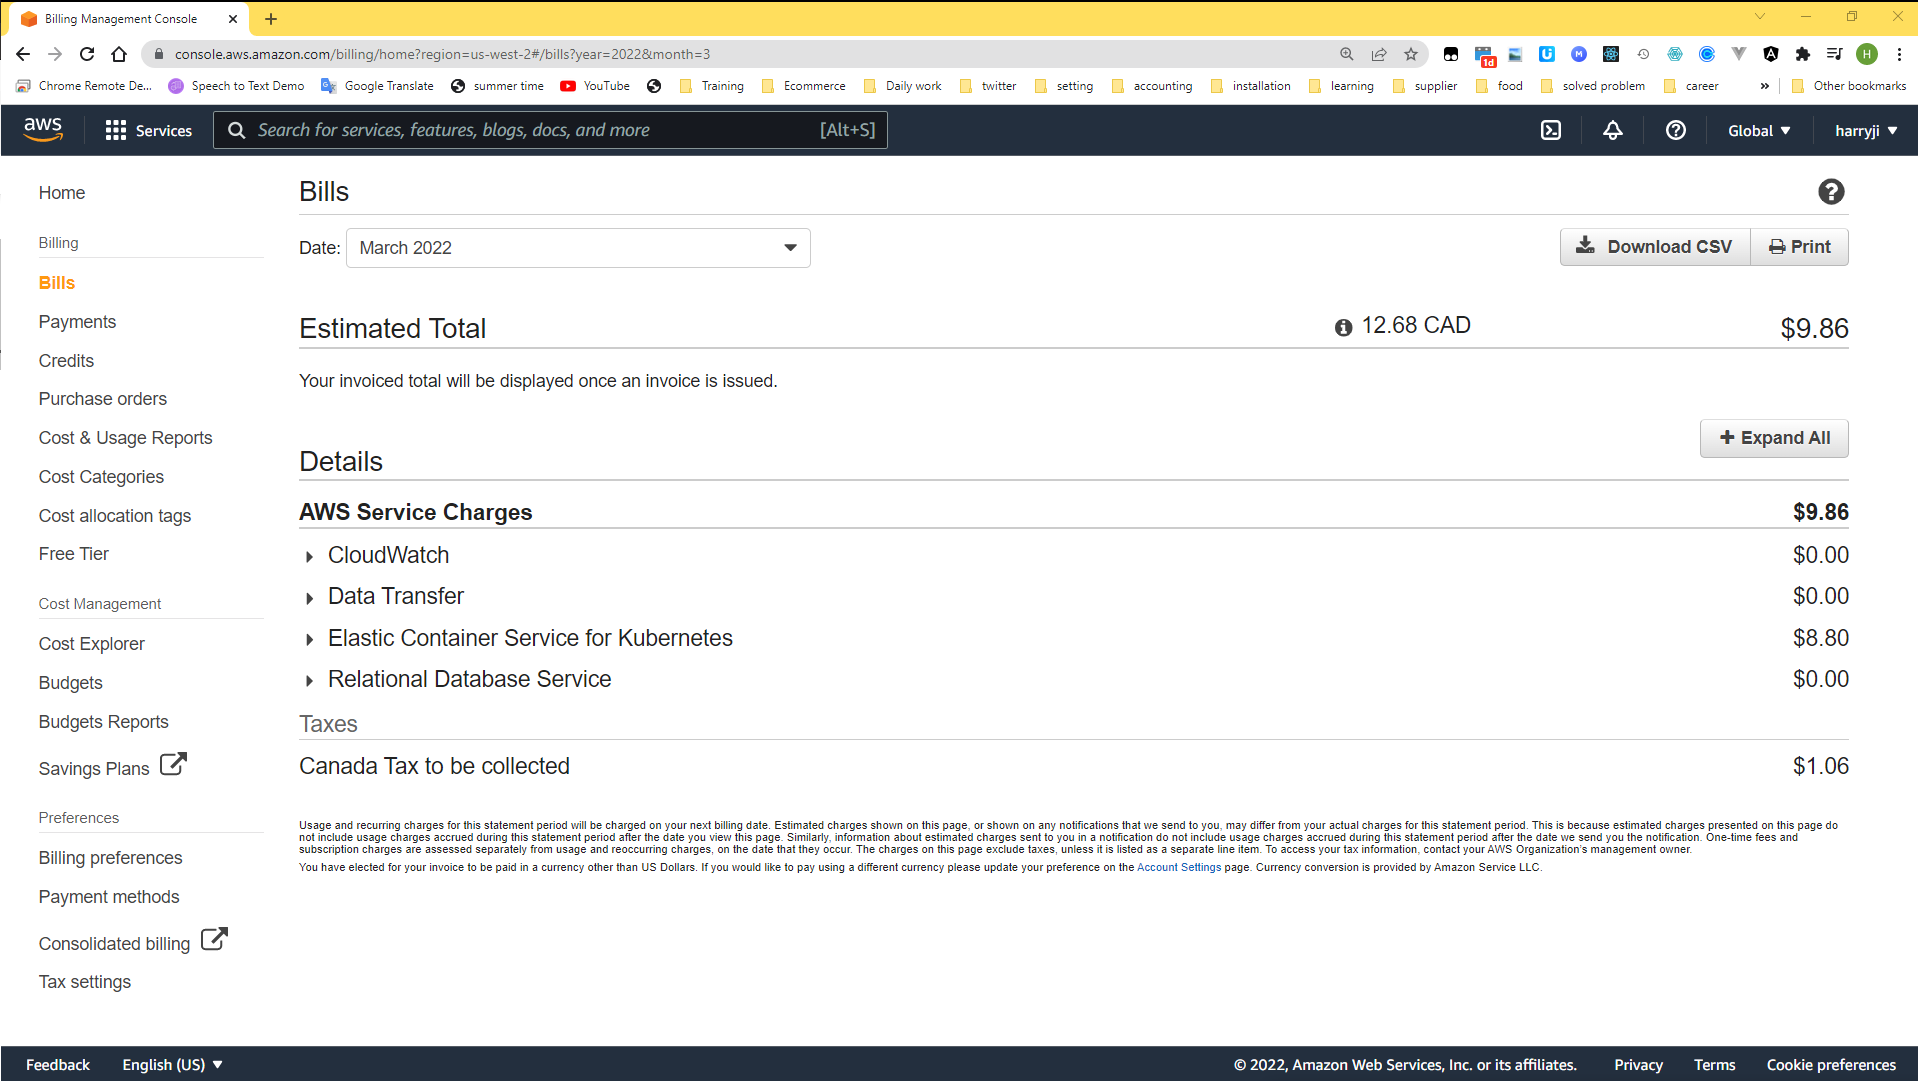 Billing Management Console
console.aws.amazon.com/billing/home?region=us-west-2#/bills?year=2022&month=3
1d
M
H
Chrome Remote De...
Speech to Text Demo
Google Translate
summer time
YouTube
Training
Ecommerce
Daily work
twitter
setting
accounting
installation
learning
supplier
food
solved problem
career
»
Other bookmarks
aws
Services
Search for services, features, blogs, docs, and more
[Alt+S]
Global
harryji
Home
Billing
Bills
Payments
Credits
Purchase orders
Cost & Usage Reports
Cost Categories
Cost allocation tags
Free Tier
Cost Management
Cost Explorer
Budgets
Budgets Reports
Savings Plans
Preferences
Billing preferences
Payment methods
Consolidated billing
Tax settings
Bills
Date: March 2022
Download CSV
Print
Estimated Total 12.68 CAD $9.86
Your invoiced total will be displayed once an invoice is issued.
+ Expand All
Details
AWS Service Charges $9.86
CloudWatch $0.00
Data Transfer $0.00
Elastic Container Service for Kubernetes $8.80
Relational Database Service $0.00
Taxes
Canada Tax to be collected $1.06
Usage and recurring charges for this statement period will be charged on your next billing date. Estimated charges shown on this page, or shown on any notifications that we send to you, may differ from your actual charges for this statement period. This is because estimated charges presented on this page do
not include usage charges accrued during this statement period after the date you view this page. Similarly, information about estimated charges sent to you in a notification do not include usage charges accrued during this statement period after the date we send you the notification. One-time fees and
subscription charges are assessed separately from usage and reoccurring charges, on the date that they occur. The charges on this page exclude taxes, unless it is listed as a separate line item. To access your tax information, contact your AWS Organization's management owner.
You have elected for your invoice to be paid in a currency other than US Dollars. If you would like to pay using a different currency please update your preference on the Account Settings page. Currency conversion is provided by Amazon Service LLC.
Feedback
English (US)
© 2022, Amazon Web Services, Inc. or its affiliates.
Privacy
Terms
Cookie preferences